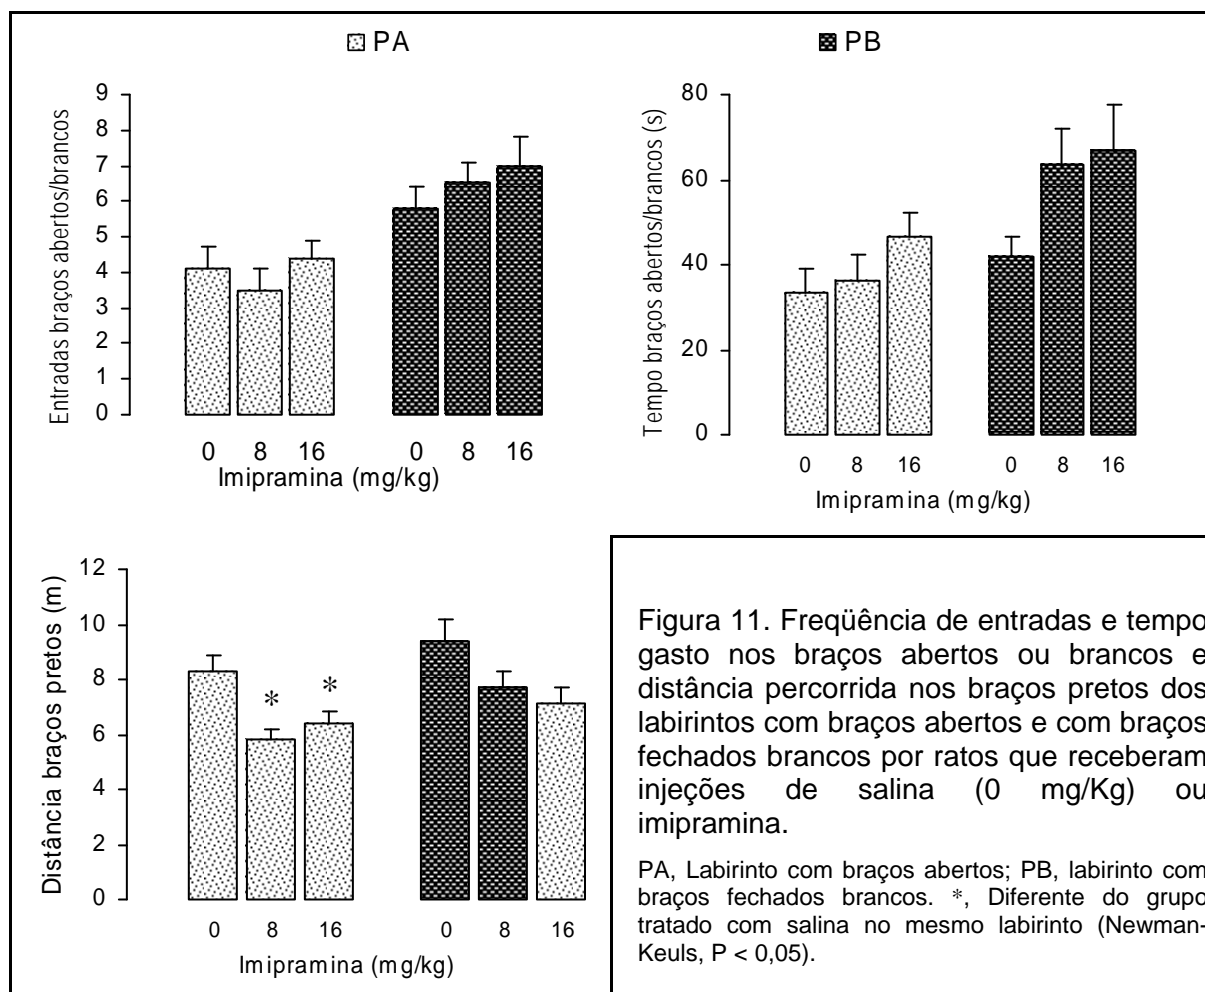 PA
PB
Entradas braços abertos/brancos
9
8
7
6
5
4
3
2
1
0
0 8 16 0 8 16
Imipramina (mg/kg)
Tempo braços abertos/brancos (s)
80
60
40
20
0
0 8 16 0 8 16
Imipramina (mg/kg)
Distância braços pretos (m)
12
10
8
6
4
2
0
* *
0 8 16 0 8 16
Imipramina (mg/kg)
Figura 11. Freqüência de entradas e tempo
gasto nos braços abertos ou brancos e
distância percorrida nos braços pretos dos
labirintos com braços abertos e com braços
fechados brancos por ratos que receberam
injeções de salina (0 mg/Kg) ou
imipramina.
PA, Labirinto com braços abertos; PB, labirinto com
braços fechados brancos. *, Diferente do grupo
tratado com salina no mesmo labirinto (Newman-
Keuls, P < 0,05).